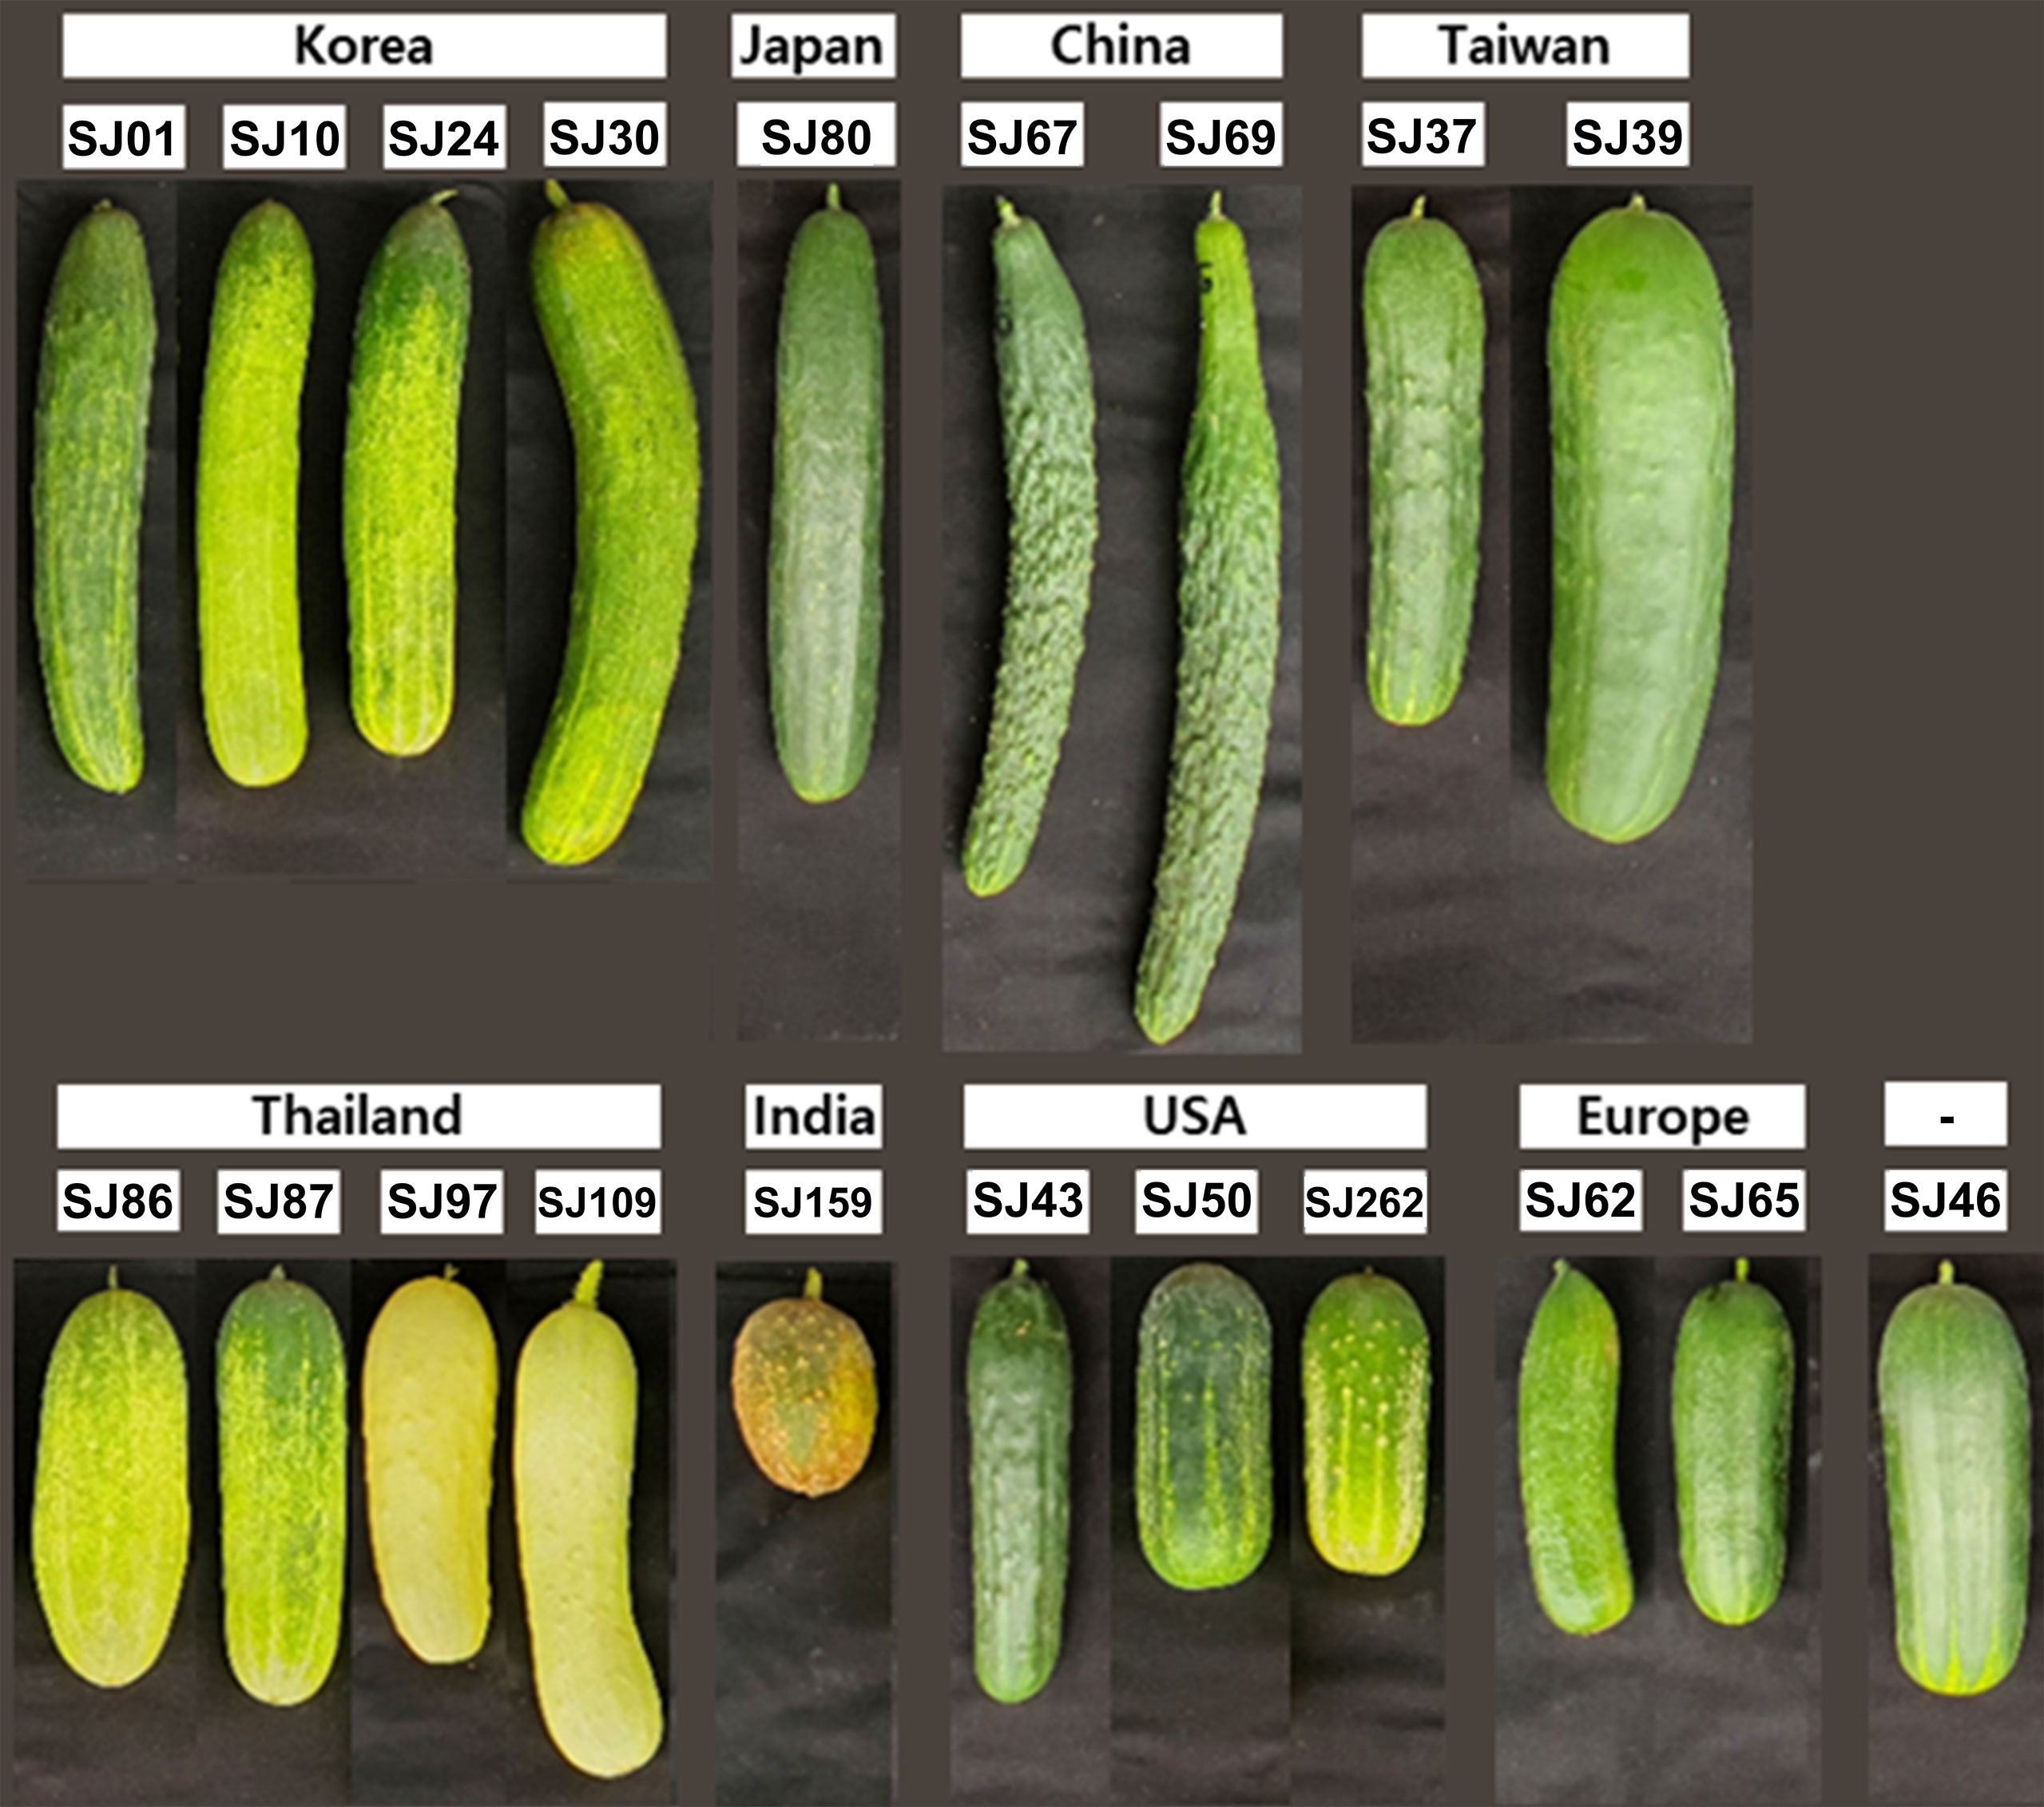 Korea Japan China Taiwan
SJ01 SJ10 SJ24 SJ30 SJ80 SJ67 SJ69 SJ37 SJ39
Thailand India USA Europe -
SJ86 SJ87 SJ97 SJ109 SJ159 SJ43 SJ50 SJ262 SJ62 SJ65 SJ46